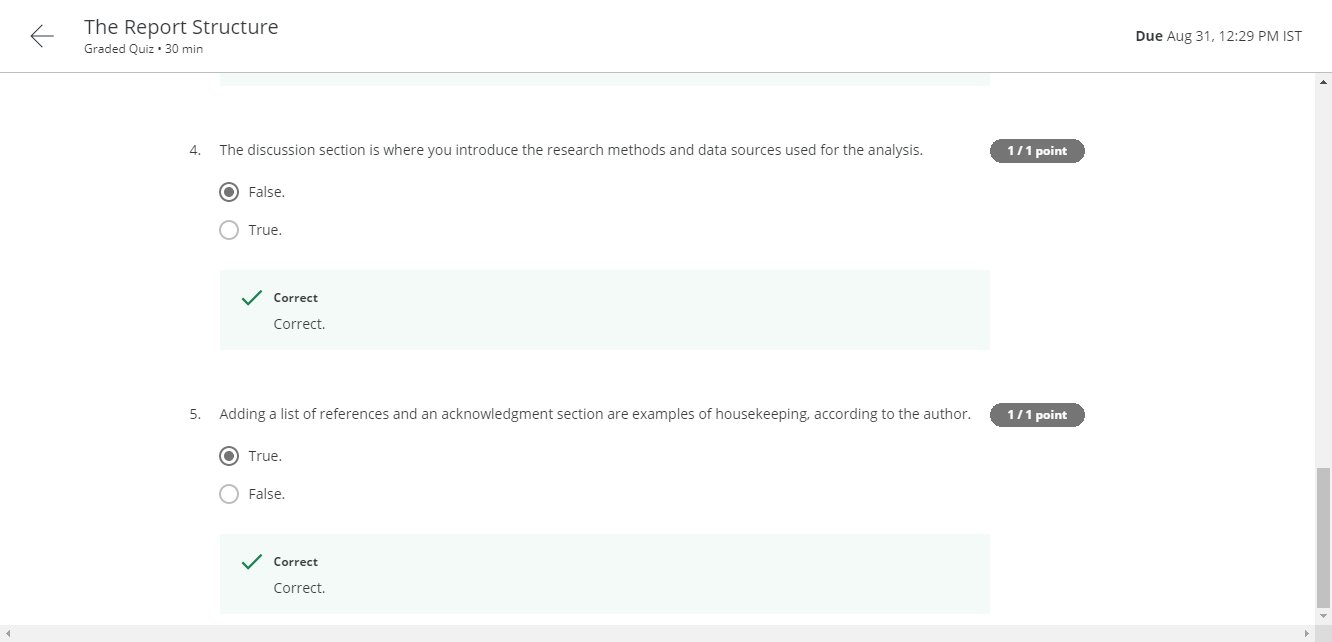 The Report Structure
Graded Quiz • 30 min
Due Aug 31, 12:29 PM IST
4. The discussion section is where you introduce the research methods and data sources used for the analysis. 1 / 1 point
False.
True.
Correct
Correct.
5. Adding a list of references and an acknowledgment section are examples of housekeeping, according to the author. 1 / 1 point
True.
False.
Correct
Correct.